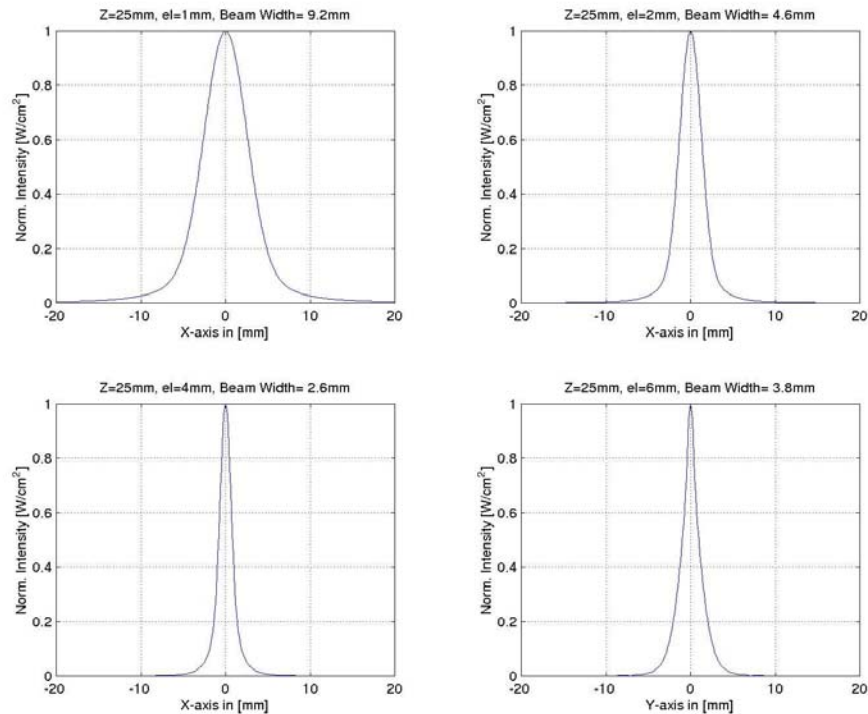 Z=25mm, el=1mm, Beam Width= 9.2mm
Norm. Intensity [W/cm²]
1
0.8
0.6
0.4
0.2
0
-20 -10 0 10 20
X-axis in [mm]
Z=25mm, el=2mm, Beam Width= 4.6mm
Norm. Intensity [W/cm²]
1
0.8
0.6
0.4
0.2
0
-20 -10 0 10 20
X-axis in [mm]
Z=25mm, el=4mm, Beam Width= 2.6mm
Norm. Intensity [W/cm²]
1
0.8
0.6
0.4
0.2
0
-20 -10 0 10 20
X-axis in [mm]
Z=25mm, el=6mm, Beam Width= 3.8mm
Norm. Intensity [W/cm²]
1
0.8
0.6
0.4
0.2
0
-20 -10 0 10 20
Y-axis in [mm]